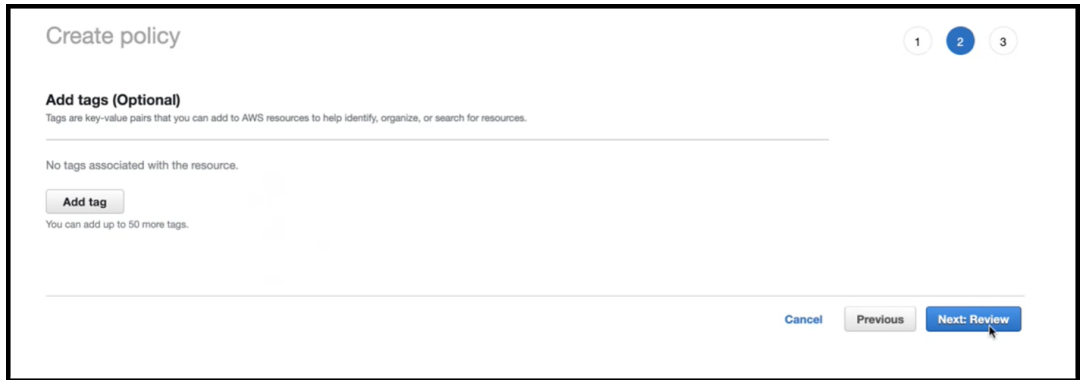 Create policy
1 2 3
Add tags (Optional)
Tags are key-value pairs that you can add to AWS resources to help identify, organize, or search for resources.
No tags associated with the resource.
Add tag
You can add up to 50 more tags.
Cancel Previous Next: Review